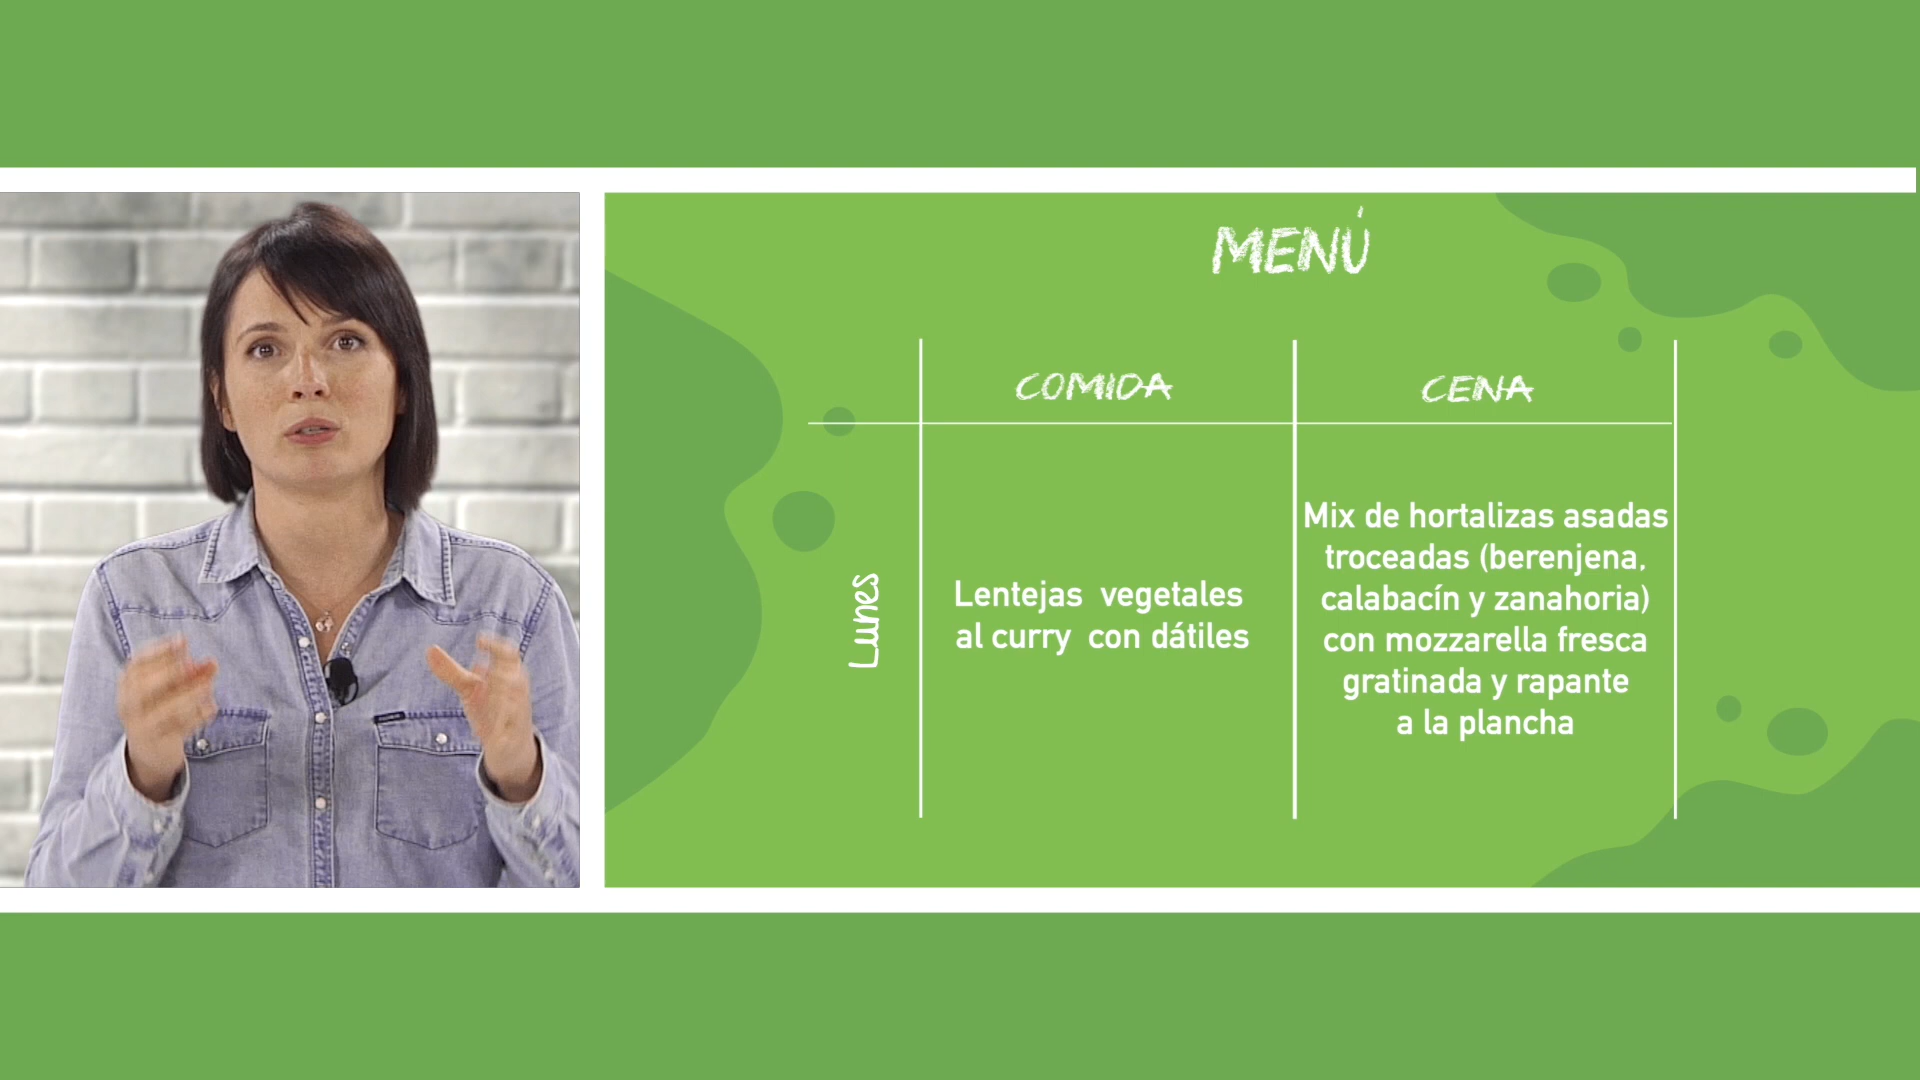 MENÚ
COMIDA
CENA
Lunes
Lentejas vegetales
al curry con dátiles
Mix de hortalizas asadas
troceadas (berenjena,
calabacín y zanahoria)
con mozzarella fresca
gratinada y rapante
a la plancha